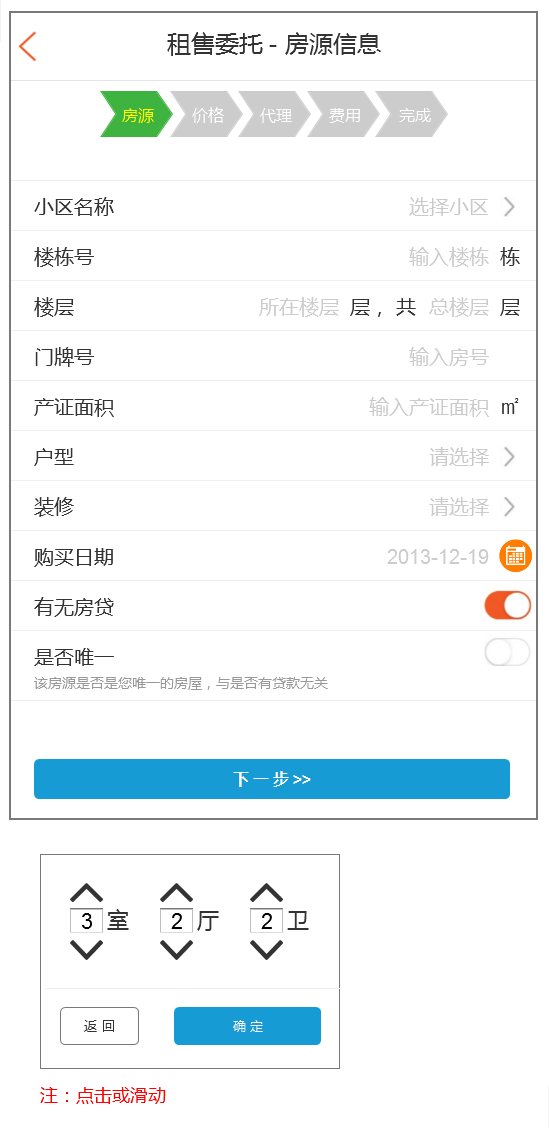 租售委托 - 房源信息
房源 价格 代理 费用 完成
小区名称 选择小区
楼栋号 输入楼栋 栋
楼层 所在楼层 层， 共 总楼层 层
门牌号 输入房号
产证面积 输入产证面积 ㎡
户型 请选择
装修 请选择
购买日期 2013-12-19
有无房贷
是否唯一
该房源是否是您唯一的房屋，与是否有贷款无关
下一步>>
3 室 2 厅 2 卫
返回 确定
注：点击或滑动